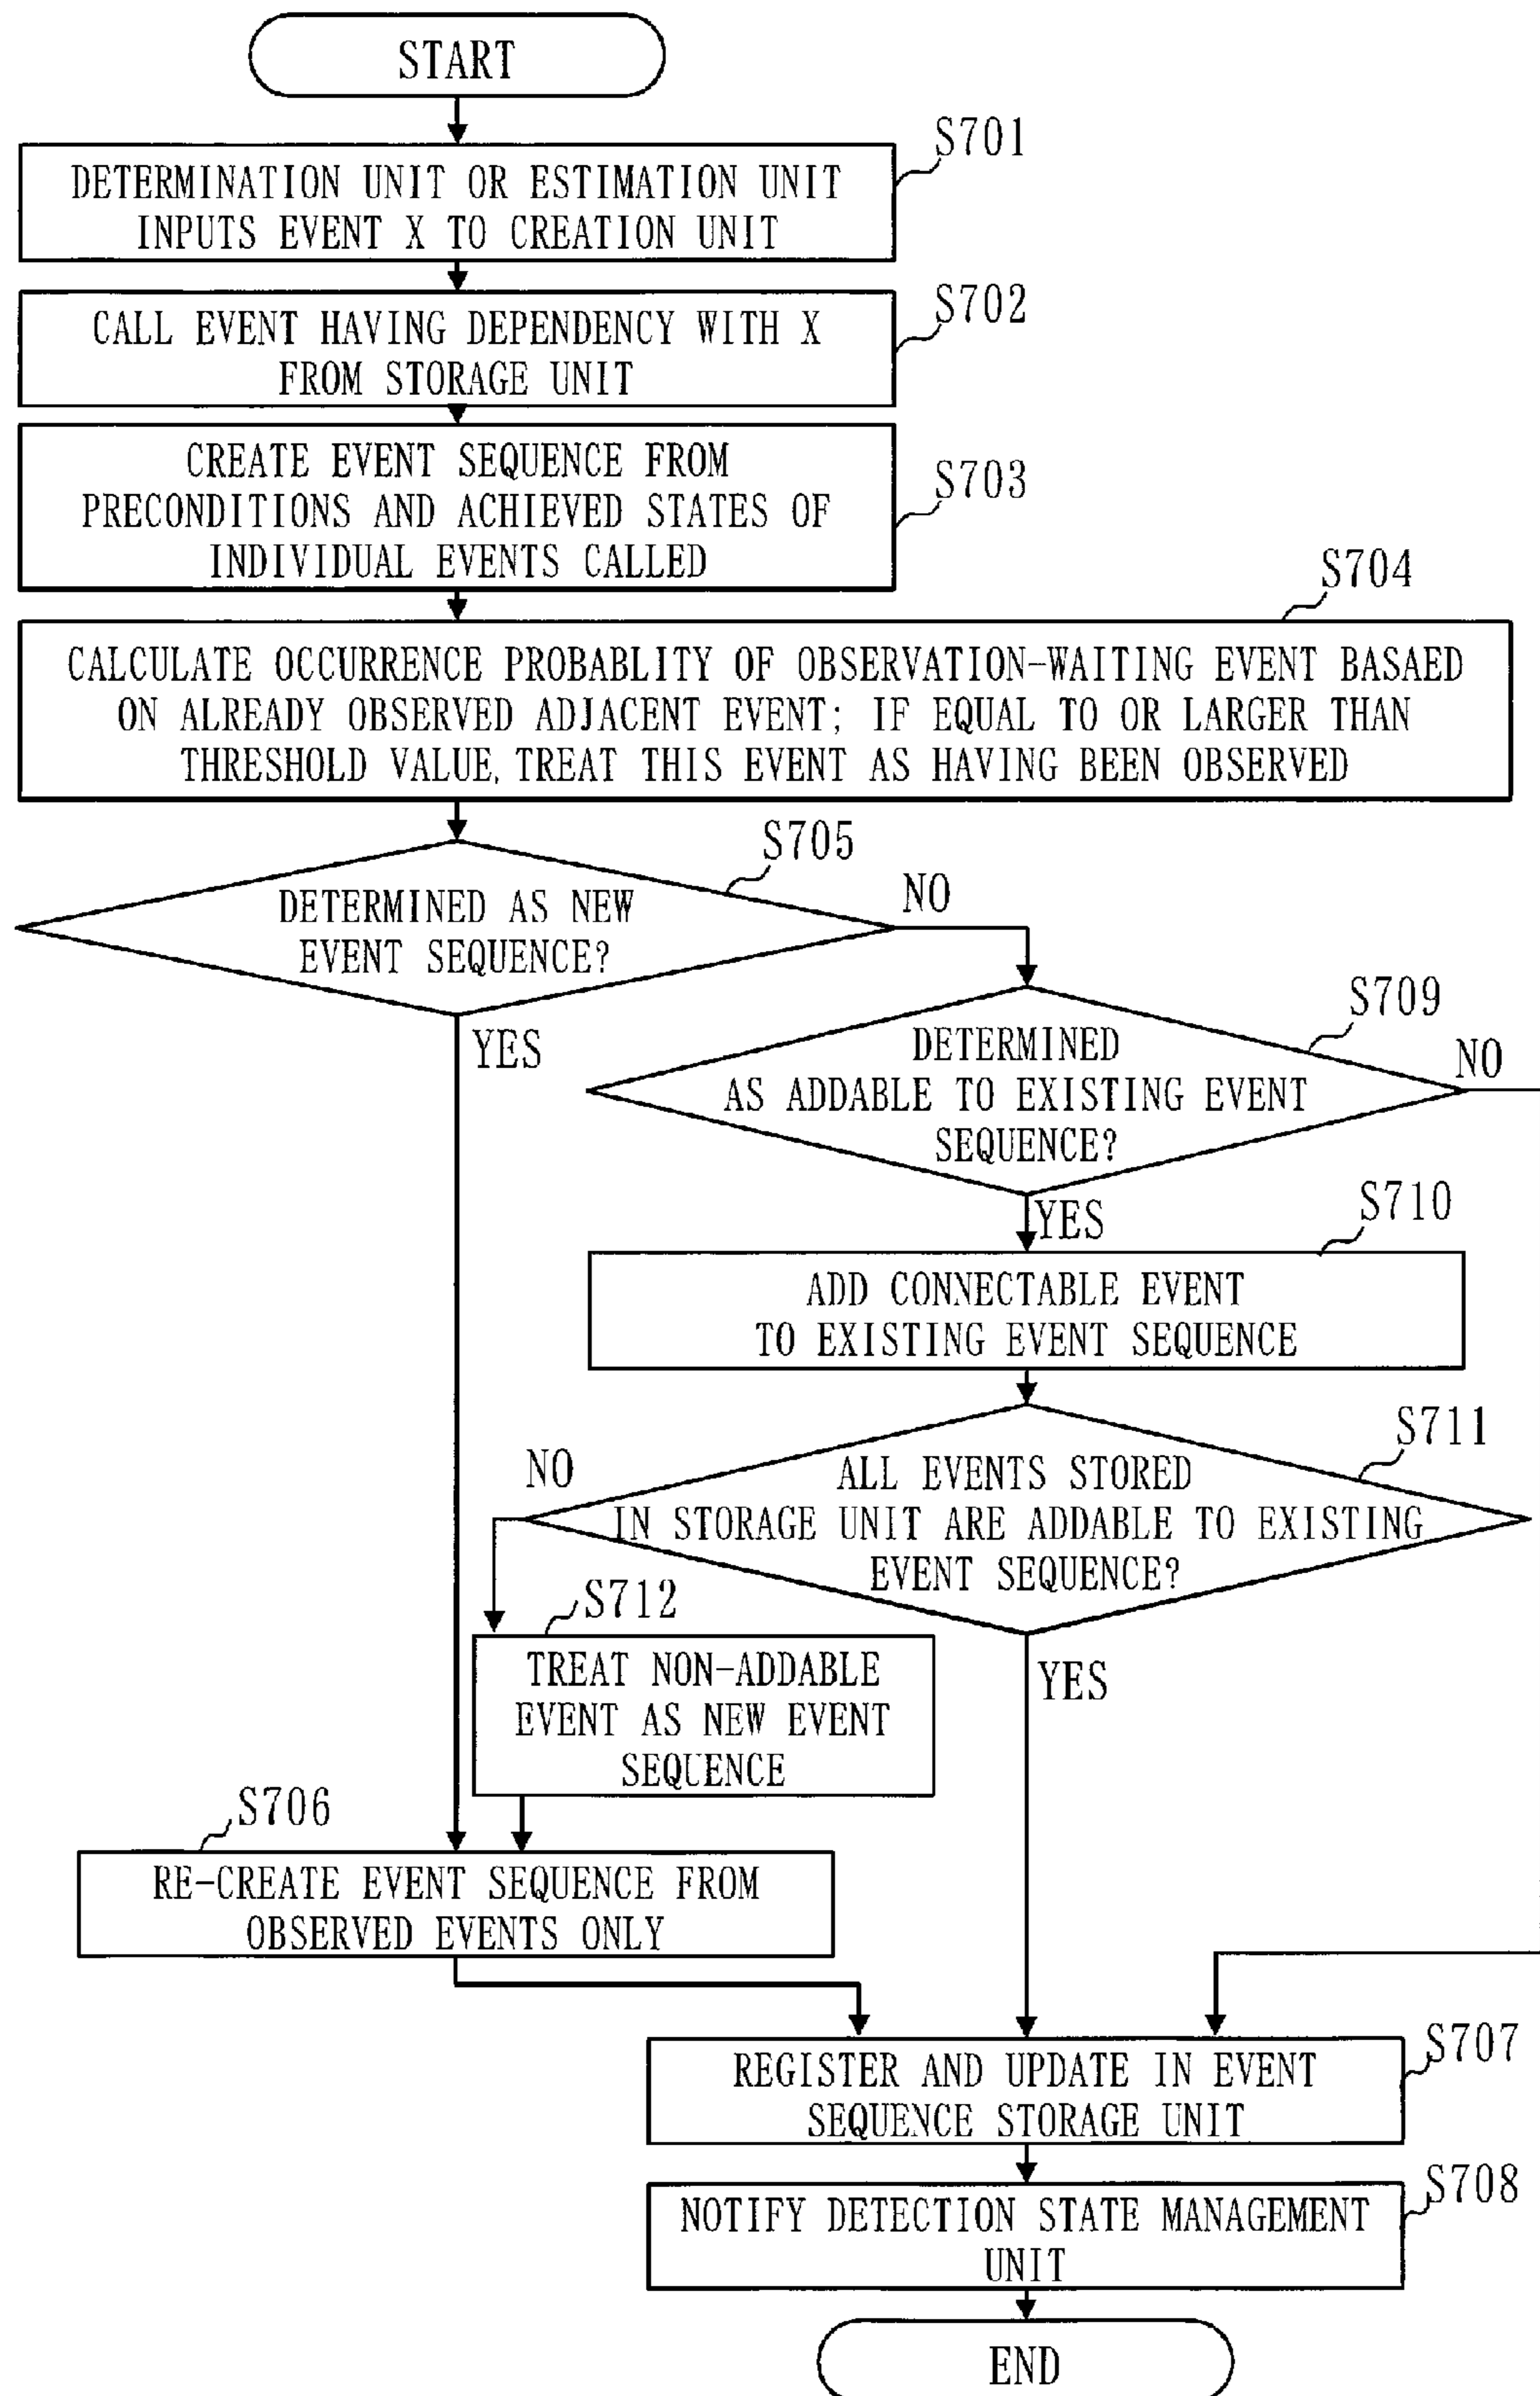 START
S701
DETERMINATION UNIT OR ESTIMATION UNIT
INPUTS EVENT X TO CREATION UNIT
S702
CALL EVENT HAVING DEPENDENCY WITH X
FROM STORAGE UNIT
S703
CREATE EVENT SEQUENCE FROM
PRECONDITIONS AND ACHIEVED STATES OF
INDIVIDUAL EVENTS CALLED
S704
CALCULATE OCCURRENCE PROBABLITY OF OBSERVATION-WAITING EVENT BASAED
ON ALREADY OBSERVED ADJACENT EVENT; IF EQUAL TO OR LARGER THAN
THRESHOLD VALUE, TREAT THIS EVENT AS HAVING BEEN OBSERVED
S705
DETERMINED AS NEW
EVENT SEQUENCE?
NO
YES
S709
DETERMINED
AS ADDABLE TO EXISTING EVENT
SEQUENCE?
NO
YES
S710
ADD CONNECTABLE EVENT
TO EXISTING EVENT SEQUENCE
S711
ALL EVENTS STORED
IN STORAGE UNIT ARE ADDABLE TO EXISTING
EVENT SEQUENCE?
NO
YES
S712
TREAT NON-ADDABLE
EVENT AS NEW EVENT
SEQUENCE
S706
RE-CREATE EVENT SEQUENCE FROM
OBSERVED EVENTS ONLY
S707
REGISTER AND UPDATE IN EVENT
SEQUENCE STORAGE UNIT
S708
NOTIFY DETECTION STATE MANAGEMENT
UNIT
END